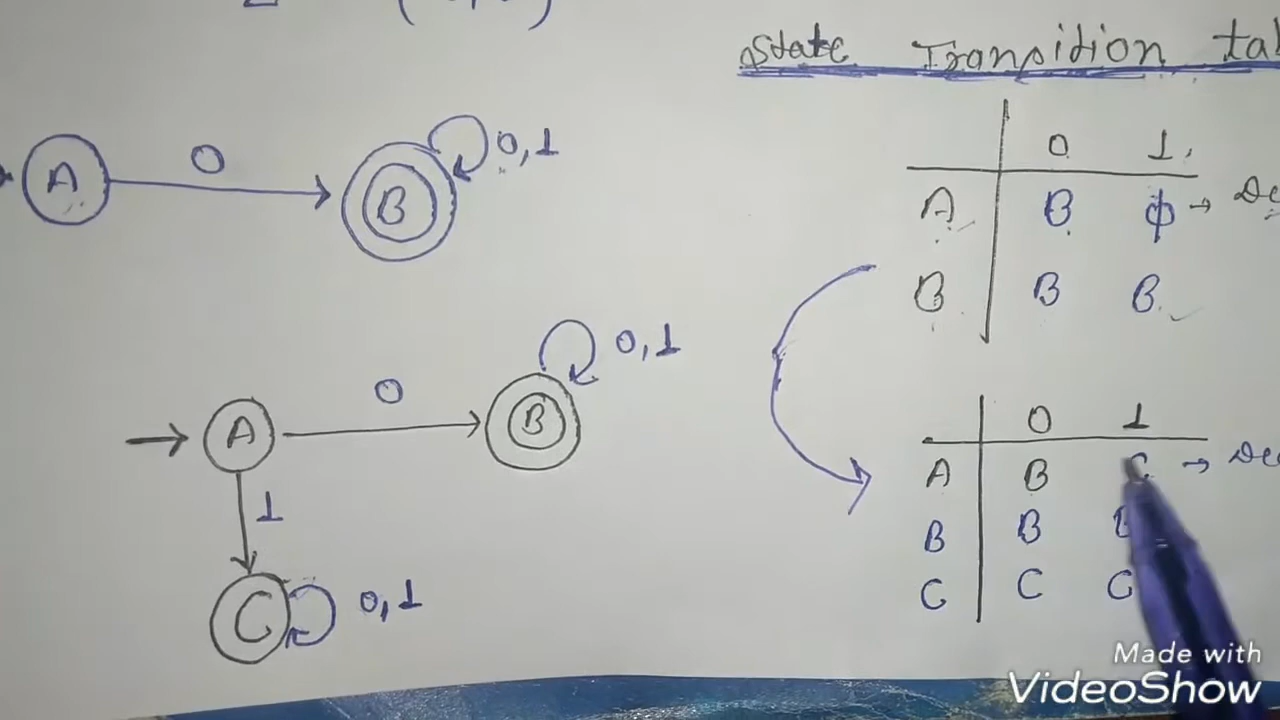 State Transition
A 0 B 0,1
0 1
A B ϕ →
B B B
A 0 B 0,1
1
C 0,1
0 1
A B C →
B B B
C C C
Made with
VideoShow